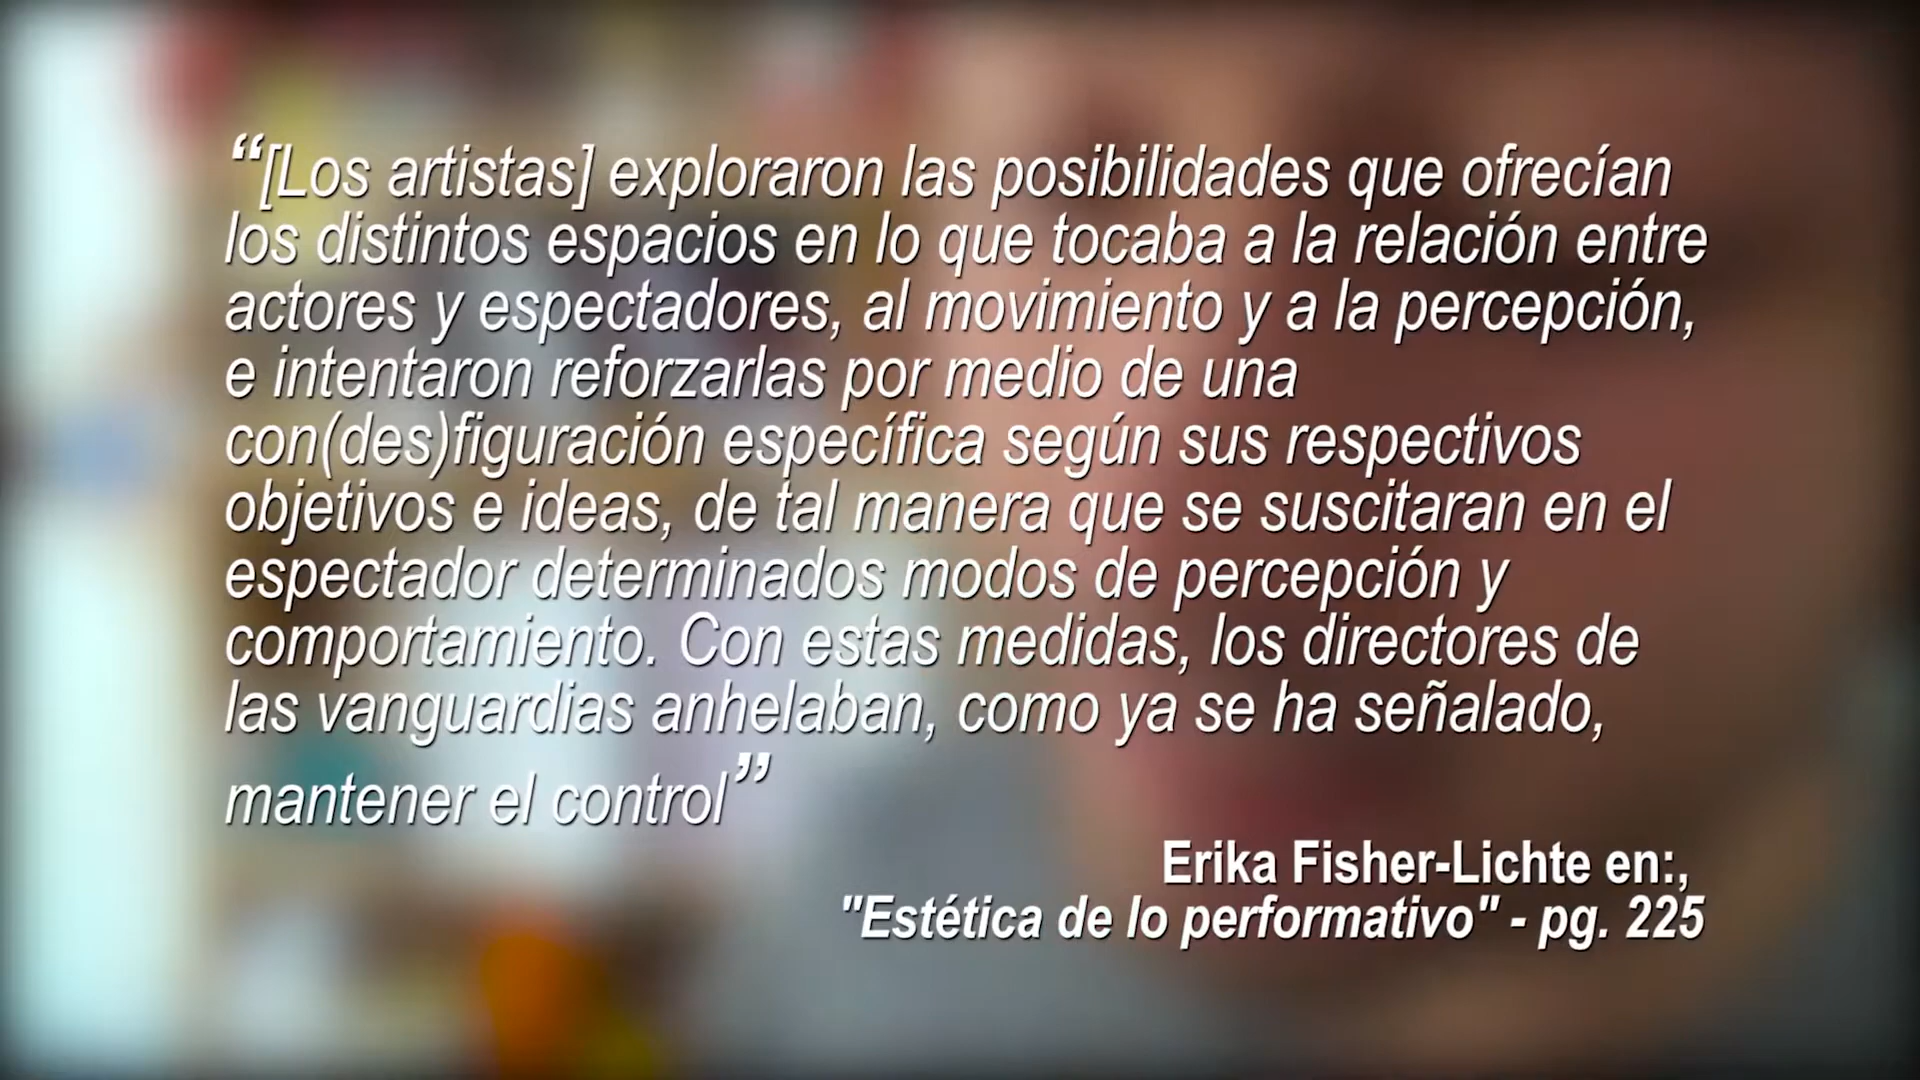 “[Los artistas] exploraron las posibilidades que ofrecían
los distintos espacios en lo que tocaba a la relación entre
actores y espectadores, al movimiento y a la percepción,
e intentaron reforzarlas por medio de una
con(des)figuración específica según sus respectivos
objetivos e ideas, de tal manera que se suscitaran en el
espectador determinados modos de percepción y
comportamiento. Con estas medidas, los directores de
las vanguardias anhelaban, como ya se ha señalado,
mantener el control”
Erika Fisher-Lichte en:,
"Estética de lo performativo" - pg. 225